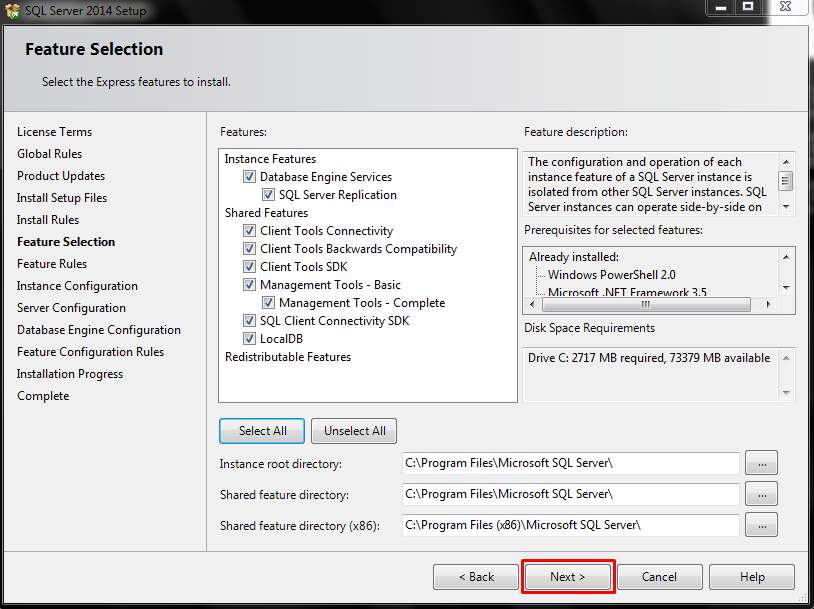 SQL Server 2014 Setup
Feature Selection
Select the Express features to install.
License Terms
Global Rules
Product Updates
Install Setup Files
Install Rules
Feature Selection
Feature Rules
Instance Configuration
Server Configuration
Database Engine Configuration
Feature Configuration Rules
Installation Progress
Complete
Features:
Instance Features
Database Engine Services
SQL Server Replication
Shared Features
Client Tools Connectivity
Client Tools Backwards Compatibility
Client Tools SDK
Management Tools - Basic
Management Tools - Complete
SQL Client Connectivity SDK
LocalDB
Redistributable Features
Feature description:
The configuration and operation of each
instance feature of a SQL Server instance is
isolated from other SQL Server instances. SQL
Server instances can operate side-by-side on
Prerequisites for selected features:
Already installed:
Windows PowerShell 2.0
Microsoft .NET Framework 3.5
Disk Space Requirements
Drive C: 2717 MB required, 73379 MB available
Select All
Unselect All
Instance root directory:
C:\Program Files\Microsoft SQL Server\
...
Shared feature directory:
C:\Program Files\Microsoft SQL Server\
...
Shared feature directory (x86):
C:\Program Files (x86)\Microsoft SQL Server\
...
< Back
Next >
Cancel
Help